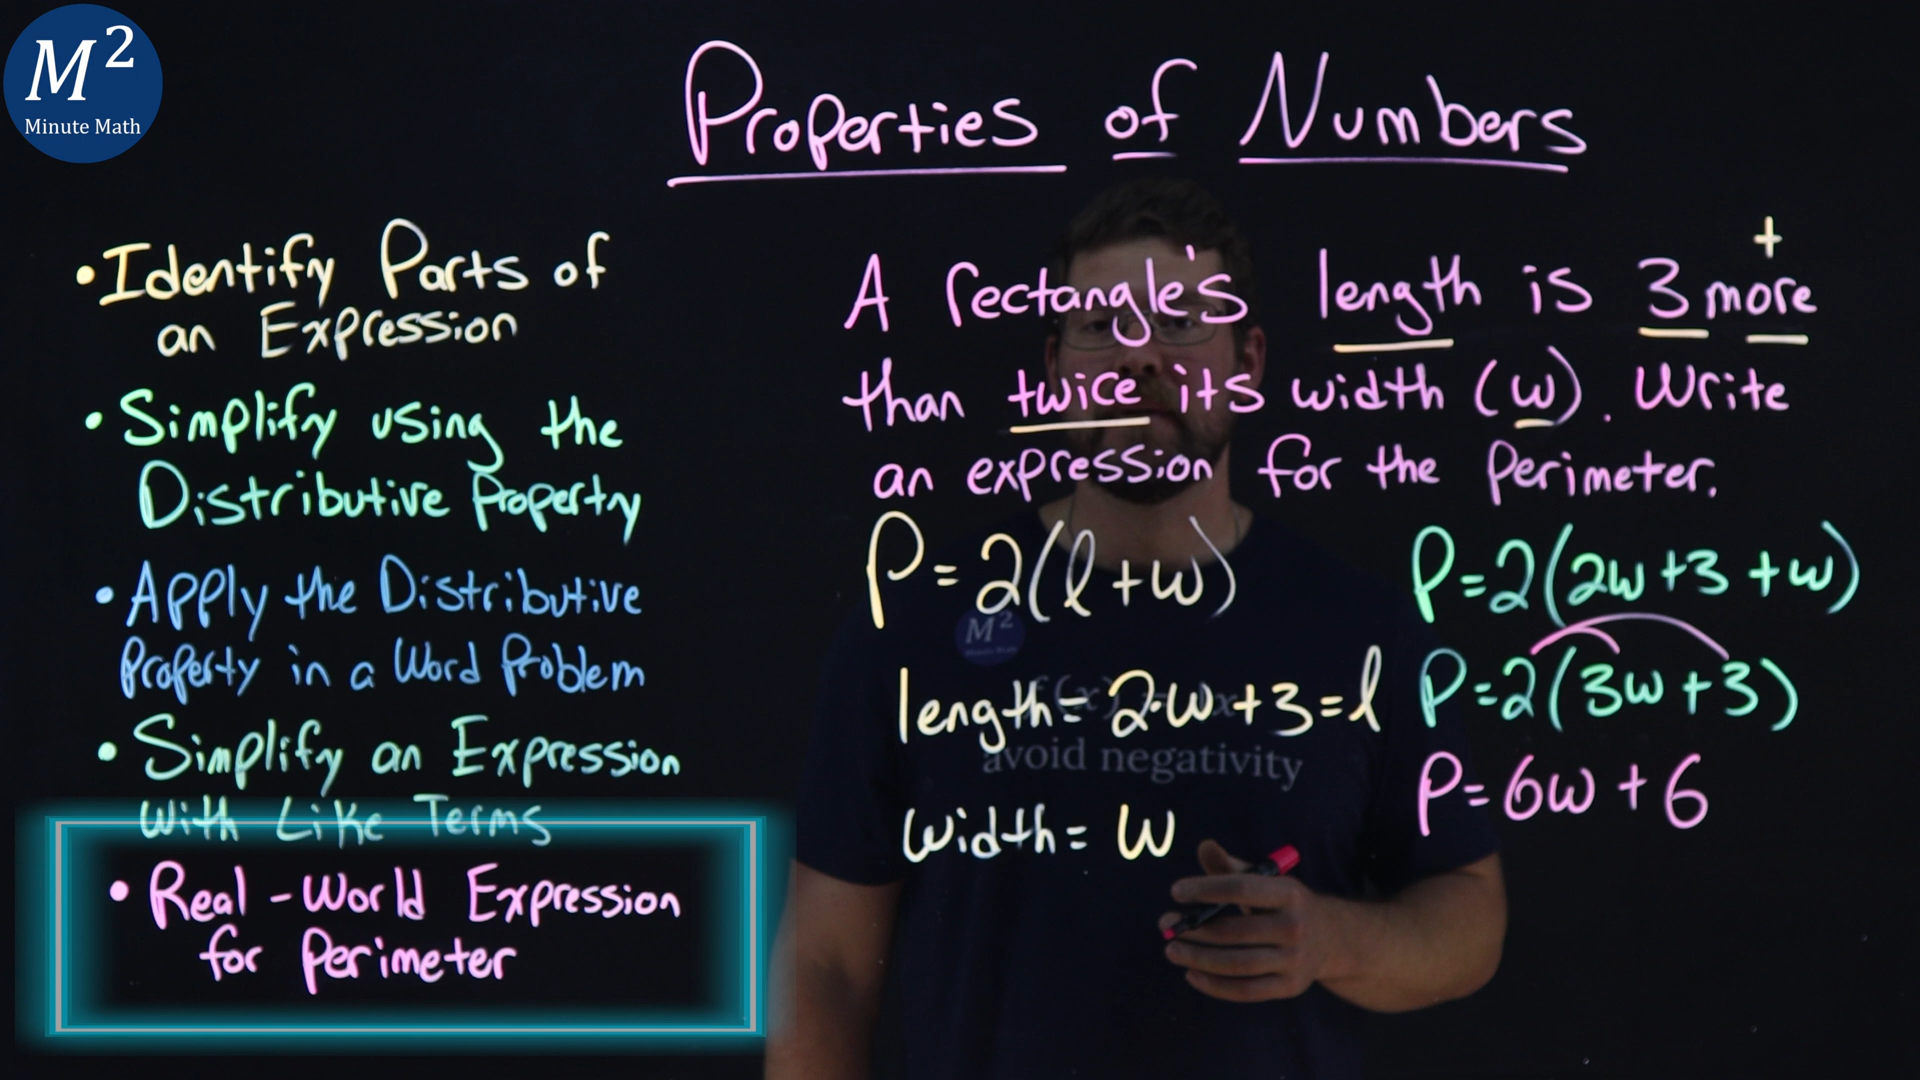 M²
Minute Math
Properties of Numbers
• Identify Parts of
an Expression
• Simplify using the
Distributive Property
• Apply the Distributive
Property in a Word Problem
• Simplify an Expression
with Like Terms
• Real-World Expression
for Perimeter
+
A rectangle's length is 3 more
than twice its width (w). Write
an expression for the perimeter.
P=2(l+w)
length=2·w+3=l
width=w
P=2(2w+3+w)
P=2(3w+3)
P=6w+6
M²
Minute Math
avoid negativity